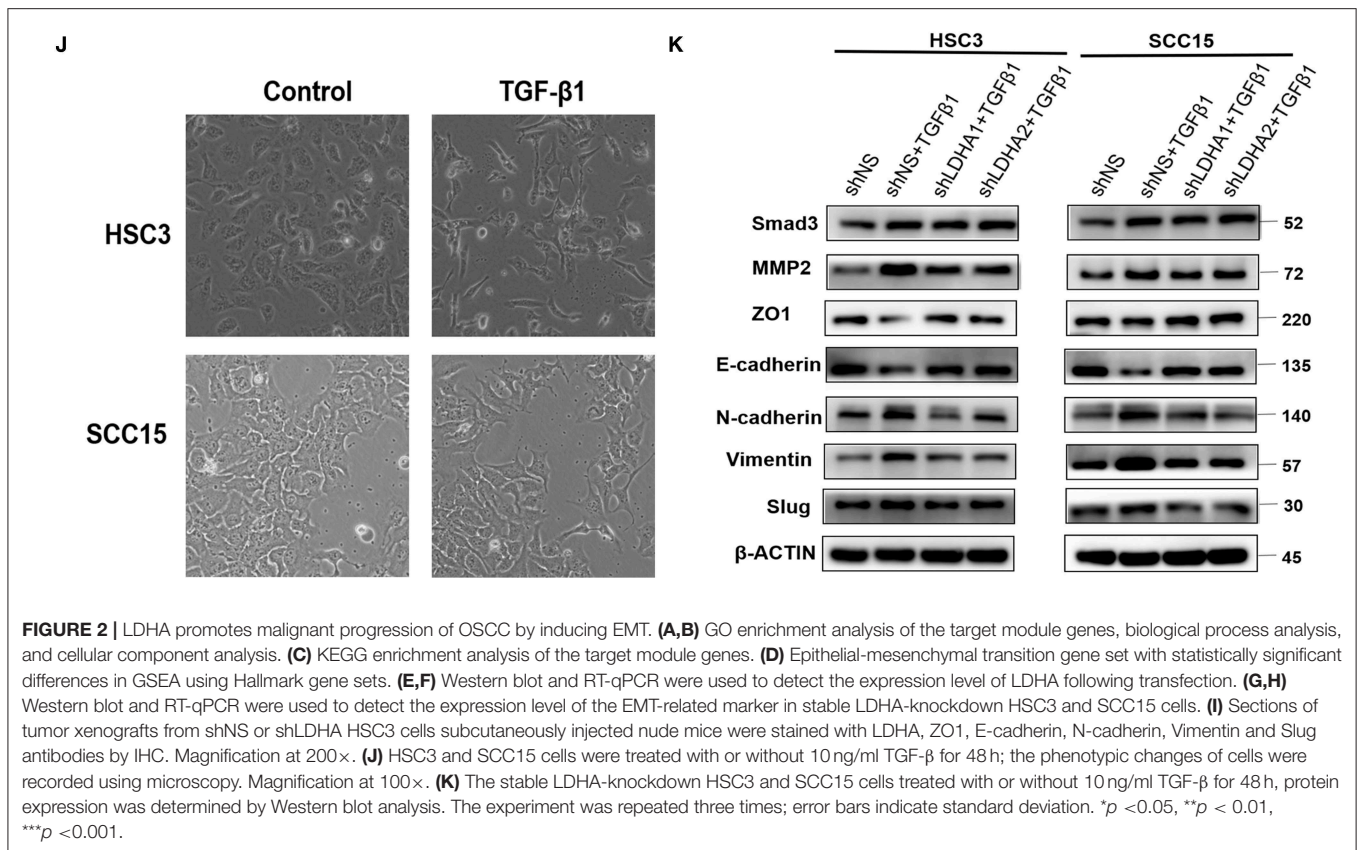 J
Control
TGF-β1
HSC3
SCC15
K
HSC3
SCC15
shNS
shNS+TGFβ1
shLDHA1+TGFβ1
shLDHA2+TGFβ1
shNS
shNS+TGFβ1
shLDHA1+TGFβ1
shLDHA2+TGFβ1
Smad3
52
MMP2
72
ZO1
220
E-cadherin
135
N-cadherin
140
Vimentin
57
Slug
30
β-ACTIN
45
FIGURE 2 | LDHA promotes malignant progression of OSCC by inducing EMT. (A,B) GO enrichment analysis of the target module genes, biological process analysis,
and cellular component analysis. (C) KEGG enrichment analysis of the target module genes. (D) Epithelial-mesenchymal transition gene set with statistically significant
differences in GSEA using Hallmark gene sets. (E,F) Western blot and RT-qPCR were used to detect the expression level of LDHA following transfection. (G,H)
Western blot and RT-qPCR were used to detect the expression level of the EMT-related marker in stable LDHA-knockdown HSC3 and SCC15 cells. (I) Sections of
tumor xenografts from shNS or shLDHA HSC3 cells subcutaneously injected nude mice were stained with LDHA, ZO1, E-cadherin, N-cadherin, Vimentin and Slug
antibodies by IHC. Magnification at 200×. (J) HSC3 and SCC15 cells were treated with or without 10 ng/ml TGF-β for 48 h; the phenotypic changes of cells were
recorded using microscopy. Magnification at 100×. (K) The stable LDHA-knockdown HSC3 and SCC15 cells treated with or without 10 ng/ml TGF-β for 48 h, protein
expression was determined by Western blot analysis. The experiment was repeated three times; error bars indicate standard deviation. *p <0.05, **p < 0.01,
***p <0.001.